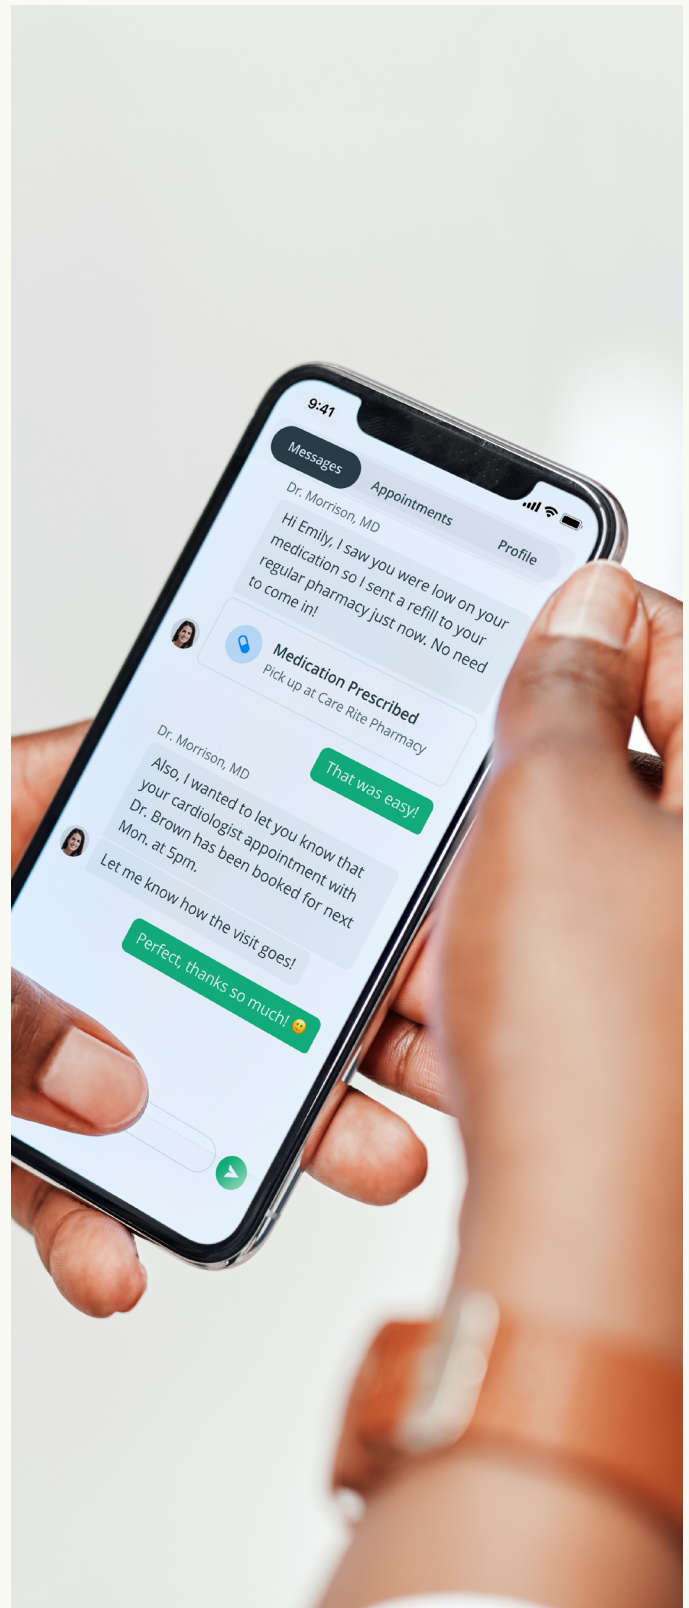 9:41
Messages
Appointments
Profile
Dr. Morrison, MD
Hi Emily, I saw you were low on your
medication so I sent a refill to your
regular pharmacy just now. No need
to come in!
Medication Prescribed
Pick up at Care Rite Pharmacy
That was easy!
Dr. Morrison, MD
Also, I wanted to let you know that
your cardiologist appointment with
Dr. Brown has been booked for next
Mon. at 5pm.
Let me know how the visit goes!
Perfect, thanks so much! 🙂